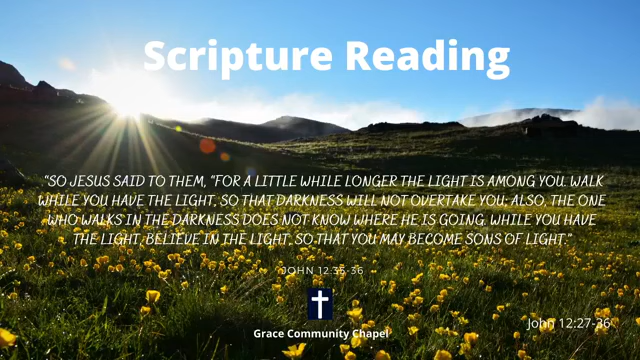 Scripture Reading
"SO JESUS SAID TO THEM, "FOR A LITTLE WHILE LONGER THE LIGHT IS AMONG YOU. WALK
WHILE YOU HAVE THE LIGHT, SO THAT DARKNESS WILL NOT OVERTAKE YOU; ALSO, THE ONE
WHO WALKS IN THE DARKNESS DOES NOT KNOW WHERE HE IS GOING. WHILE YOU HAVE
THE LIGHT, BELIEVE IN THE LIGHT, SO THAT YOU MAY BECOME SONS OF LIGHT."
JOHN 12:35-36
Grace Community Chapel
John 12:27-36